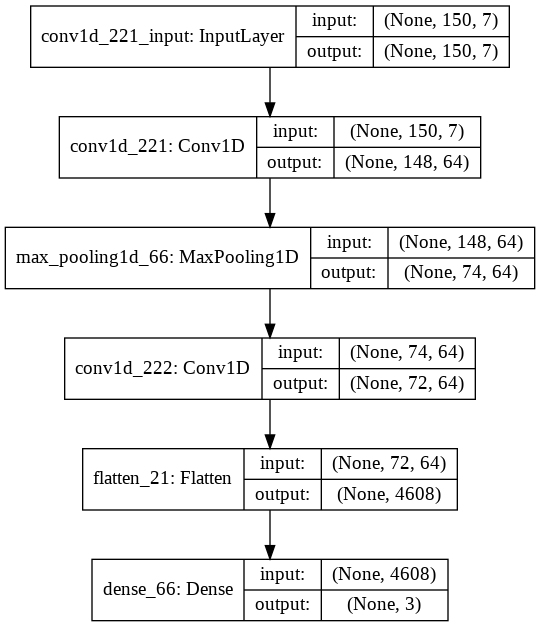 conv1d_221_input: InputLayer
input: (None, 150, 7)
output: (None, 150, 7)
conv1d_221: Conv1D
input: (None, 150, 7)
output: (None, 148, 64)
max_pooling1d_66: MaxPooling1D
input: (None, 148, 64)
output: (None, 74, 64)
conv1d_222: Conv1D
input: (None, 74, 64)
output: (None, 72, 64)
flatten_21: Flatten
input: (None, 72, 64)
output: (None, 4608)
dense_66: Dense
input: (None, 4608)
output: (None, 3)